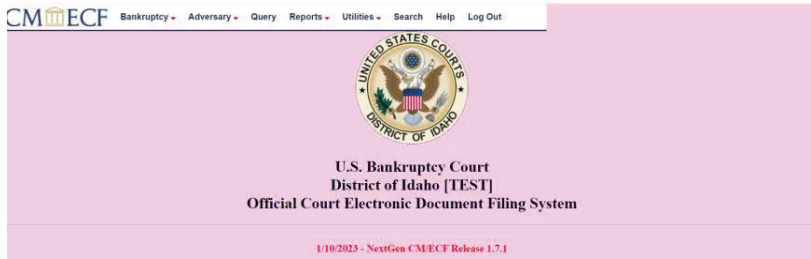 CM ECF Bankruptcy Adversary Query Reports Utilities Search Help Log Out
UNITED STATES COURTS
DISTRICT OF IDAHO
U.S. Bankruptcy Court
District of Idaho [TEST]
Official Court Electronic Document Filing System
1/10/2023 - NextGen CM/ECF Release 1.7.1